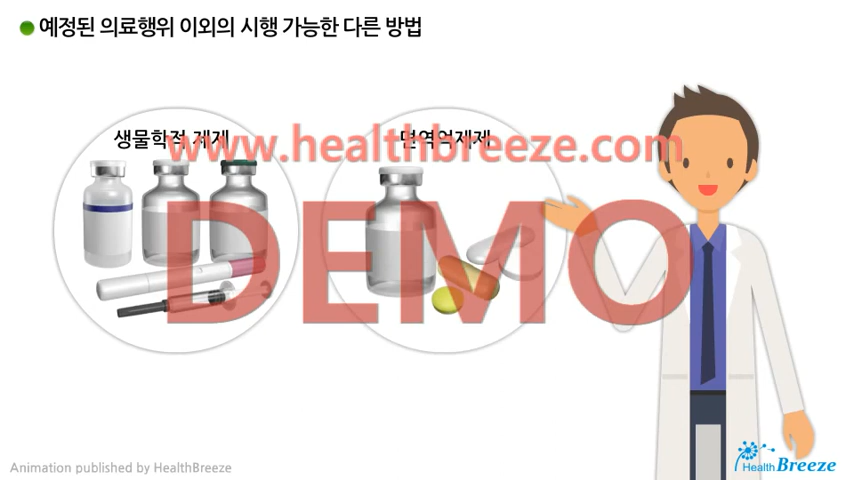 예정된 의료행위 이외의 시행 가능한 다른 방법
생물학적 제제
면역억제제
www.healthbreeze.com
DEMO
Animation published by HealthBreeze
Health Breeze